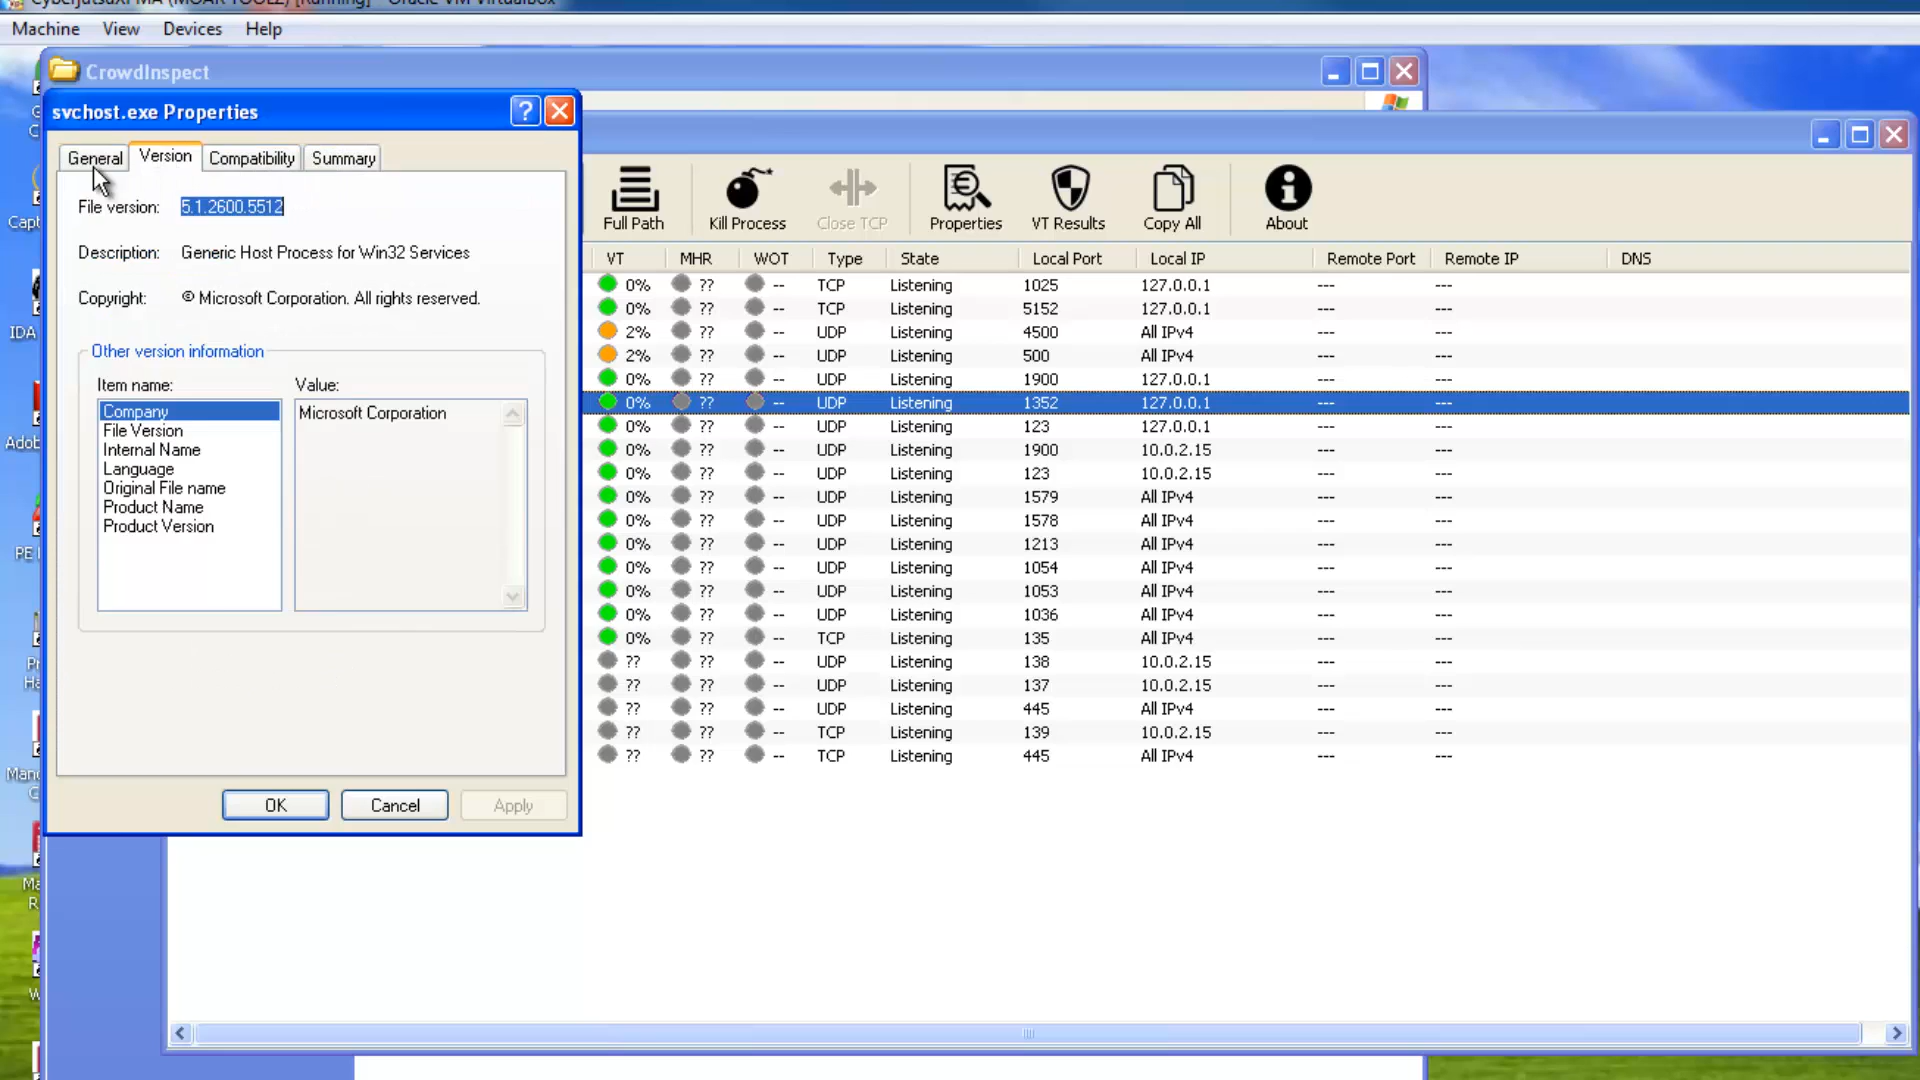 Machine View Devices Help
CrowdInspect
svchost.exe Properties
General Version Compatibility Summary
File version: 5.1.2600.5512
Description: Generic Host Process for Win32 Services
Copyright: © Microsoft Corporation. All rights reserved.
Other version information
Item name: Value:
Company Microsoft Corporation
File Version
Internal Name
Language
Original File name
Product Name
Product Version
OK Cancel Apply
Full Path Kill Process Close TCP Properties VT Results Copy All About
VT MHR WOT Type State Local Port Local IP Remote Port Remote IP DNS
0% ?? -- TCP Listening 1025 127.0.0.1 --- ---
0% ?? -- TCP Listening 5152 127.0.0.1 --- ---
2% ?? -- UDP Listening 4500 All IPv4 --- ---
2% ?? -- UDP Listening 500 All IPv4 --- ---
0% ?? -- UDP Listening 1900 127.0.0.1 --- ---
0% ?? -- UDP Listening 1352 127.0.0.1 --- ---
0% ?? -- UDP Listening 123 127.0.0.1 --- ---
0% ?? -- UDP Listening 1900 10.0.2.15 --- ---
0% ?? -- UDP Listening 123 10.0.2.15 --- ---
0% ?? -- UDP Listening 1579 All IPv4 --- ---
0% ?? -- UDP Listening 1578 All IPv4 --- ---
0% ?? -- UDP Listening 1213 All IPv4 --- ---
0% ?? -- UDP Listening 1054 All IPv4 --- ---
0% ?? -- UDP Listening 1053 All IPv4 --- ---
0% ?? -- UDP Listening 1036 All IPv4 --- ---
0% ?? -- TCP Listening 135 All IPv4 --- ---
?? ?? -- UDP Listening 138 10.0.2.15 --- ---
?? ?? -- UDP Listening 137 10.0.2.15 --- ---
?? ?? -- UDP Listening 445 All IPv4 --- ---
?? ?? -- TCP Listening 139 10.0.2.15 --- ---
?? ?? -- TCP Listening 445 All IPv4 --- ---
Capt
IDA
Adob
PE